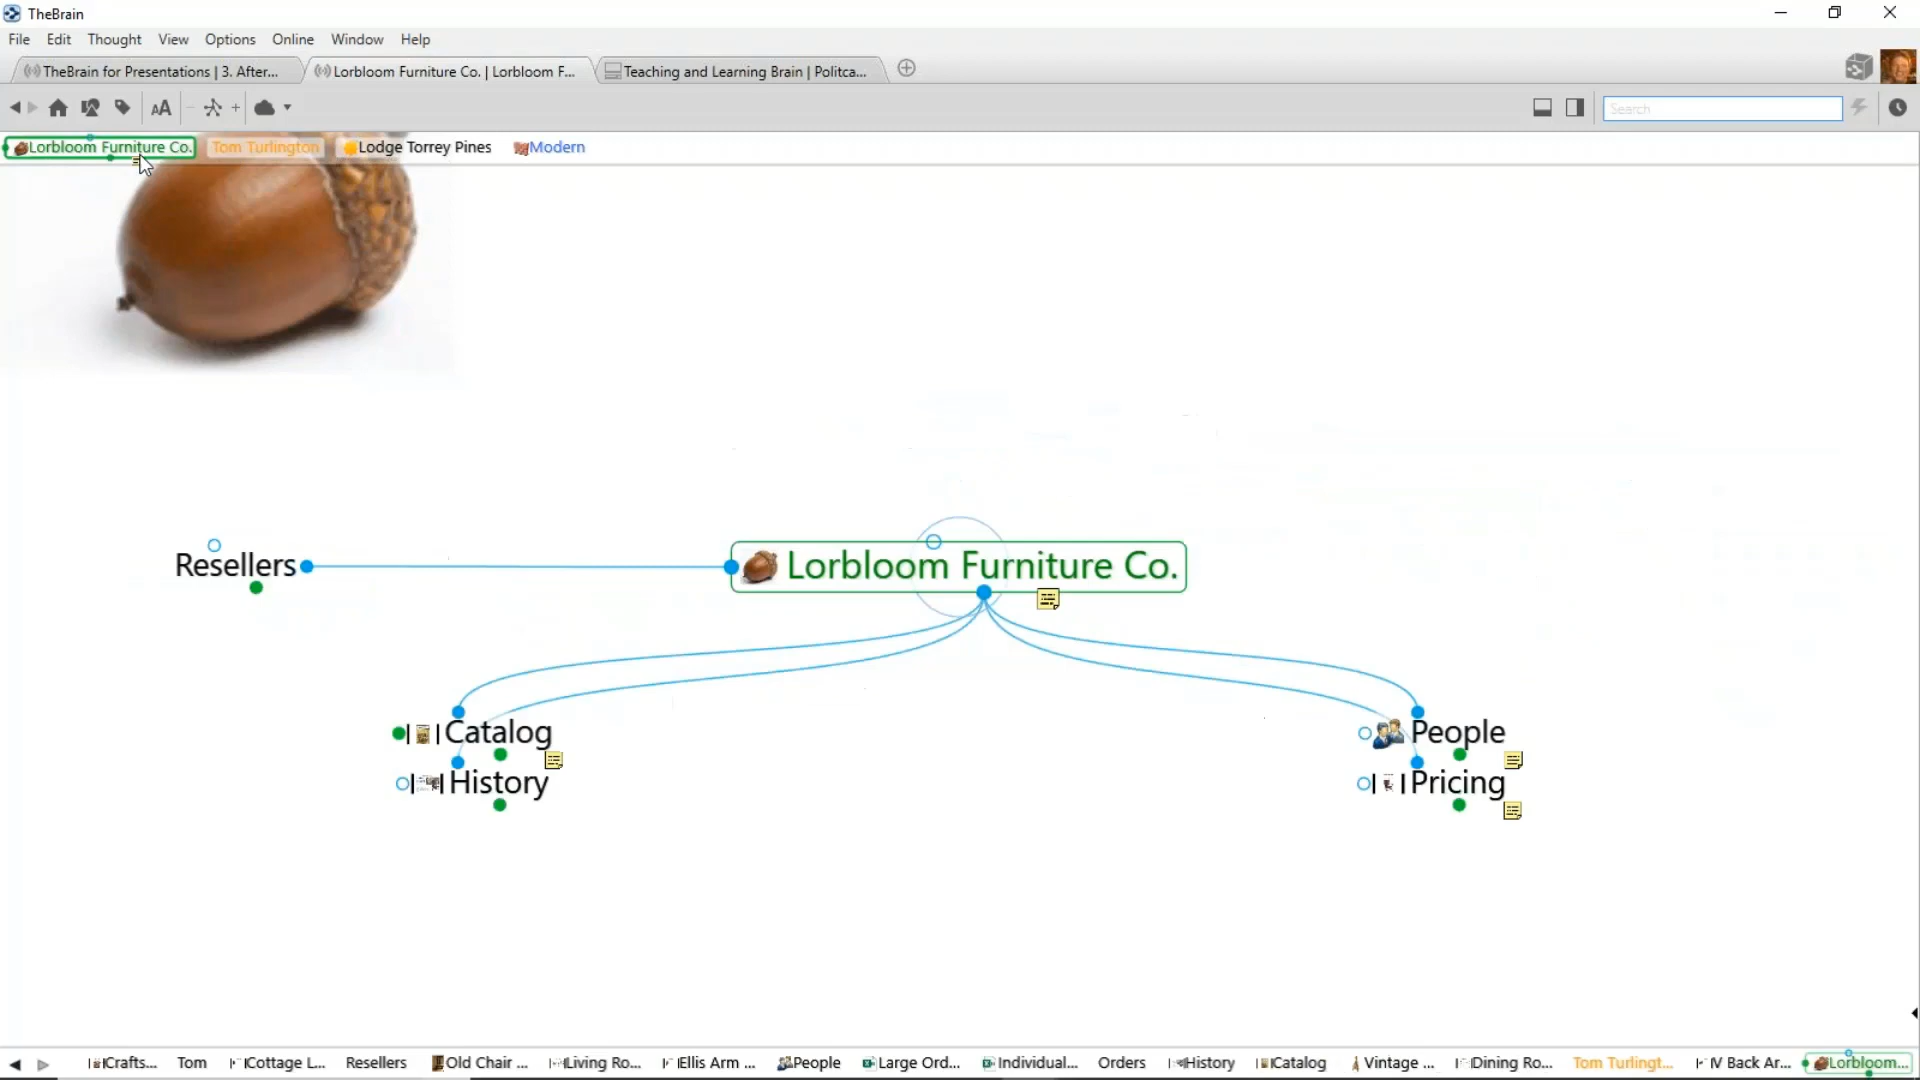 TheBrain
File Edit Thought View Options Online Window Help
TheBrain for Presentations | 3. After... Lorbloom Furniture Co. | Lorbloom F... Teaching and Learning Brain | Politca...
AA Search
Lorbloom Furniture Co. Tom Turlington Lodge Torrey Pines Modern
Resellers Lorbloom Furniture Co.
Catalog People
History Pricing
Crafts... Tom Cottage L... Resellers Old Chair ... Living Ro... Ellis Arm ... People Large Ord... Individual... Orders History Catalog Vintage ... Dining Ro... Tom Turlingt... V Back Ar... Lorbloom...